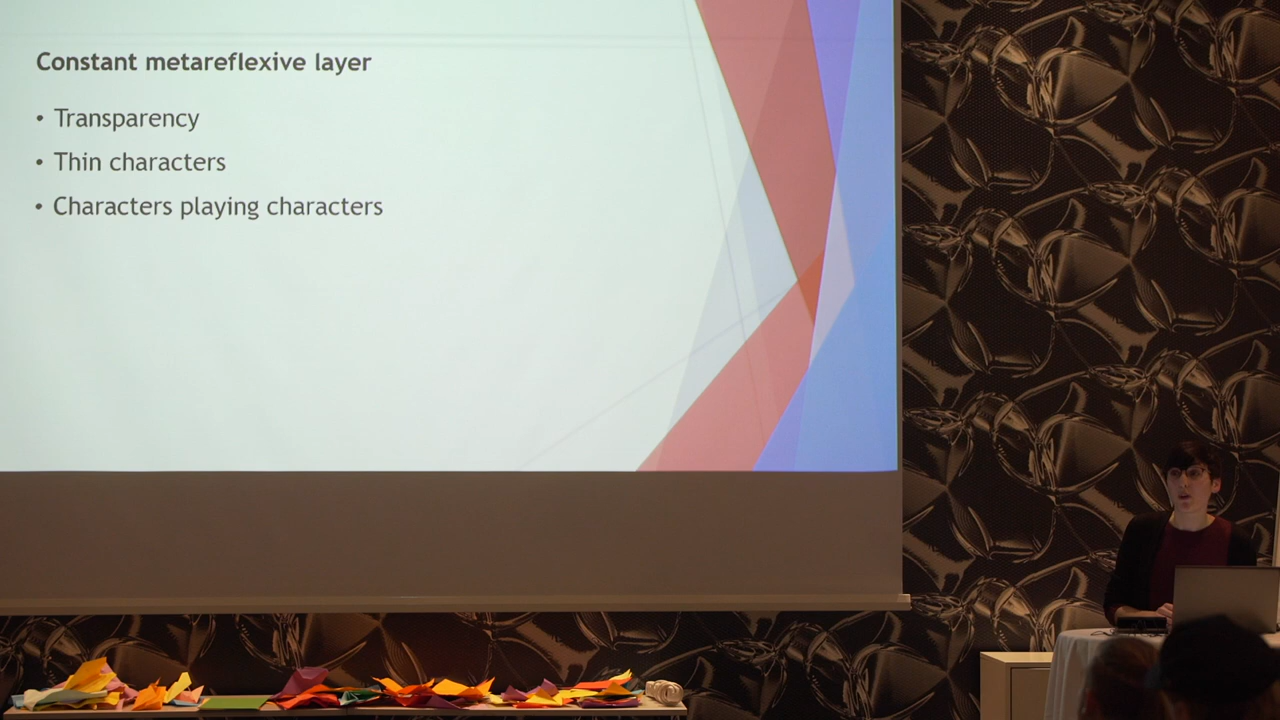 Constant metareflexive layer
• Transparency
• Thin characters
• Characters playing characters